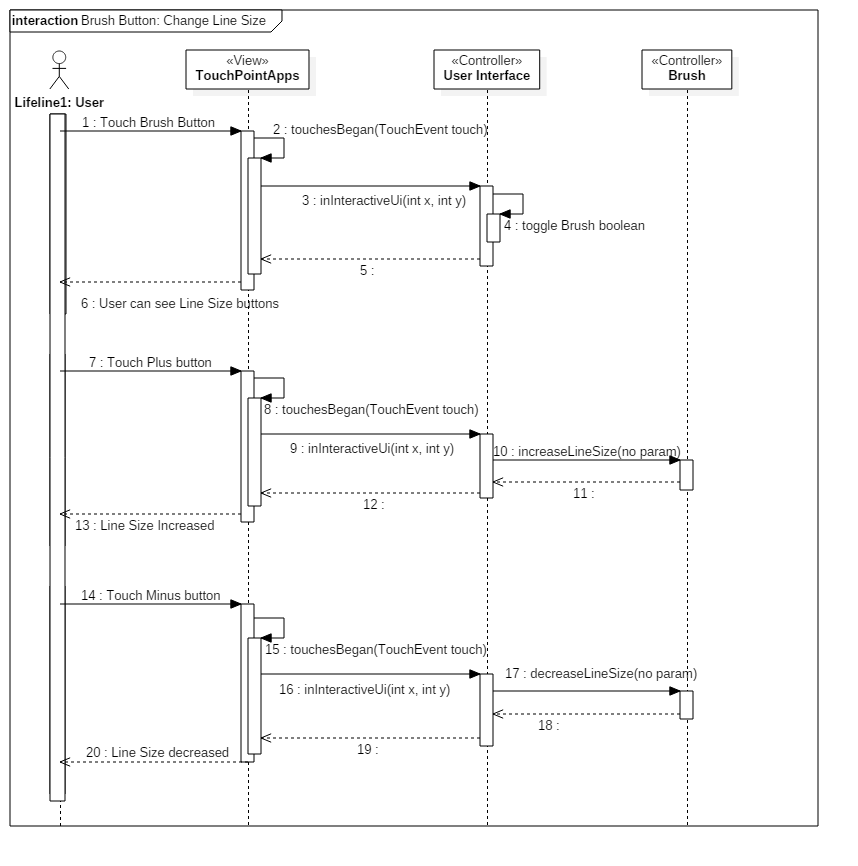 interaction Brush Button: Change Line Size
«View»
TouchPointApps
«Controller»
User Interface
«Controller»
Brush
Lifeline1: User
1 : Touch Brush Button
2 : touchesBegan(TouchEvent touch)
3 : inInteractiveUi(int x, int y)
4 : toggle Brush boolean
5 :
6 : User can see Line Size buttons
7 : Touch Plus button
8 : touchesBegan(TouchEvent touch)
9 : inInteractiveUi(int x, int y)
10 : increaseLineSize(no param)
11 :
12 :
13 : Line Size Increased
14 : Touch Minus button
15 : touchesBegan(TouchEvent touch)
16 : inInteractiveUi(int x, int y)
17 : decreaseLineSize(no param)
18 :
19 :
20 : Line Size decreased